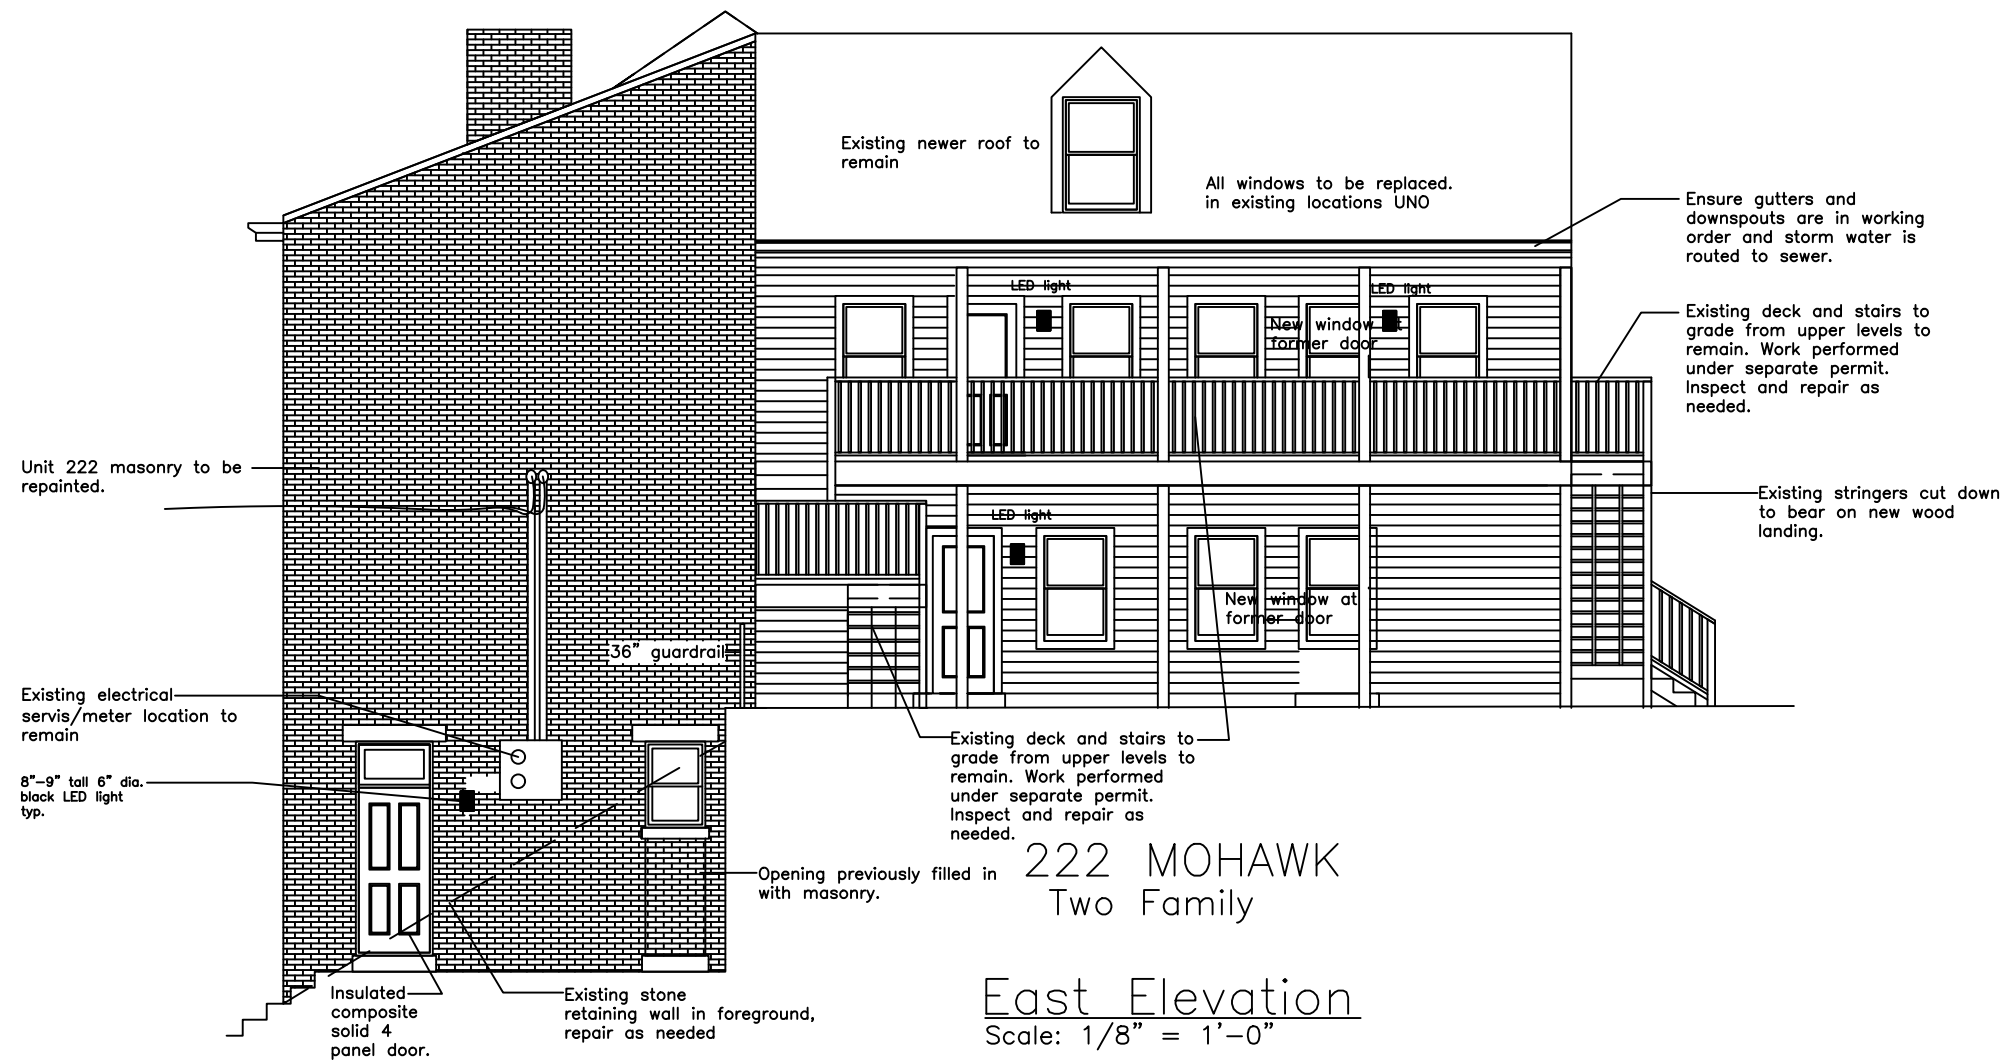 Existing newer roof to
remain
All windows to be replaced.
in existing locations UNO
Ensure gutters and
downspouts are in working
order and storm water is
routed to sewer.
LED light
LED light
New window at
former door
Existing deck and stairs to
grade from upper levels to
remain. Work performed
under separate permit.
Inspect and repair as
needed.
Unit 222 masonry to be
repainted.
Existing stringers cut down
to bear on new wood
landing.
LED light
New window at
former door
36" guardrail
Existing electrical
servis/meter location to
remain
8"-9" tall 6" dia.
black LED light
typ.
Existing deck and stairs to
grade from upper levels to
remain. Work performed
under separate permit.
Inspect and repair as
needed.
Opening previously filled in
with masonry.
222 MOHAWK
Two Family
Insulated
composite
solid 4
panel door.
Existing stone
retaining wall in foreground,
repair as needed
East Elevation
Scale: 1/8" = 1'-0"